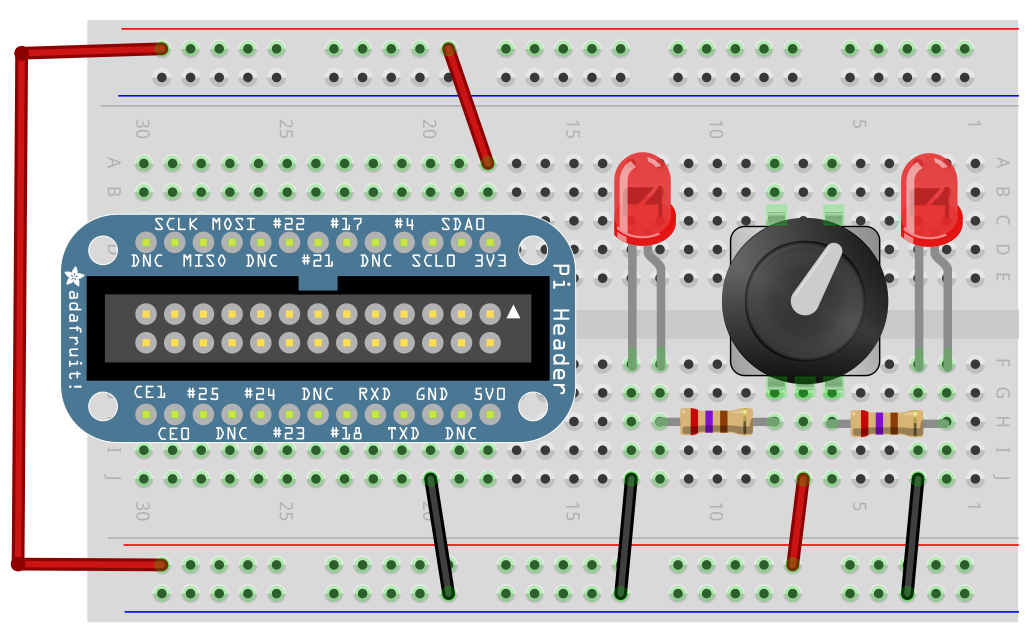 30 25 20 15 10 5 1
A A
B B
C
SCLK MOSI #22 #17 #4 SDA0
D
DNC MISO DNC #21 DNC SCL0 3V3
E
adafruit!
Pi Header
F
CE1 #25 #24 DNC RXD GND 5V0
G
CE0 DNC #23 #18 TXD DNC
H
I I
J J
30 25 20 15 10 5 1